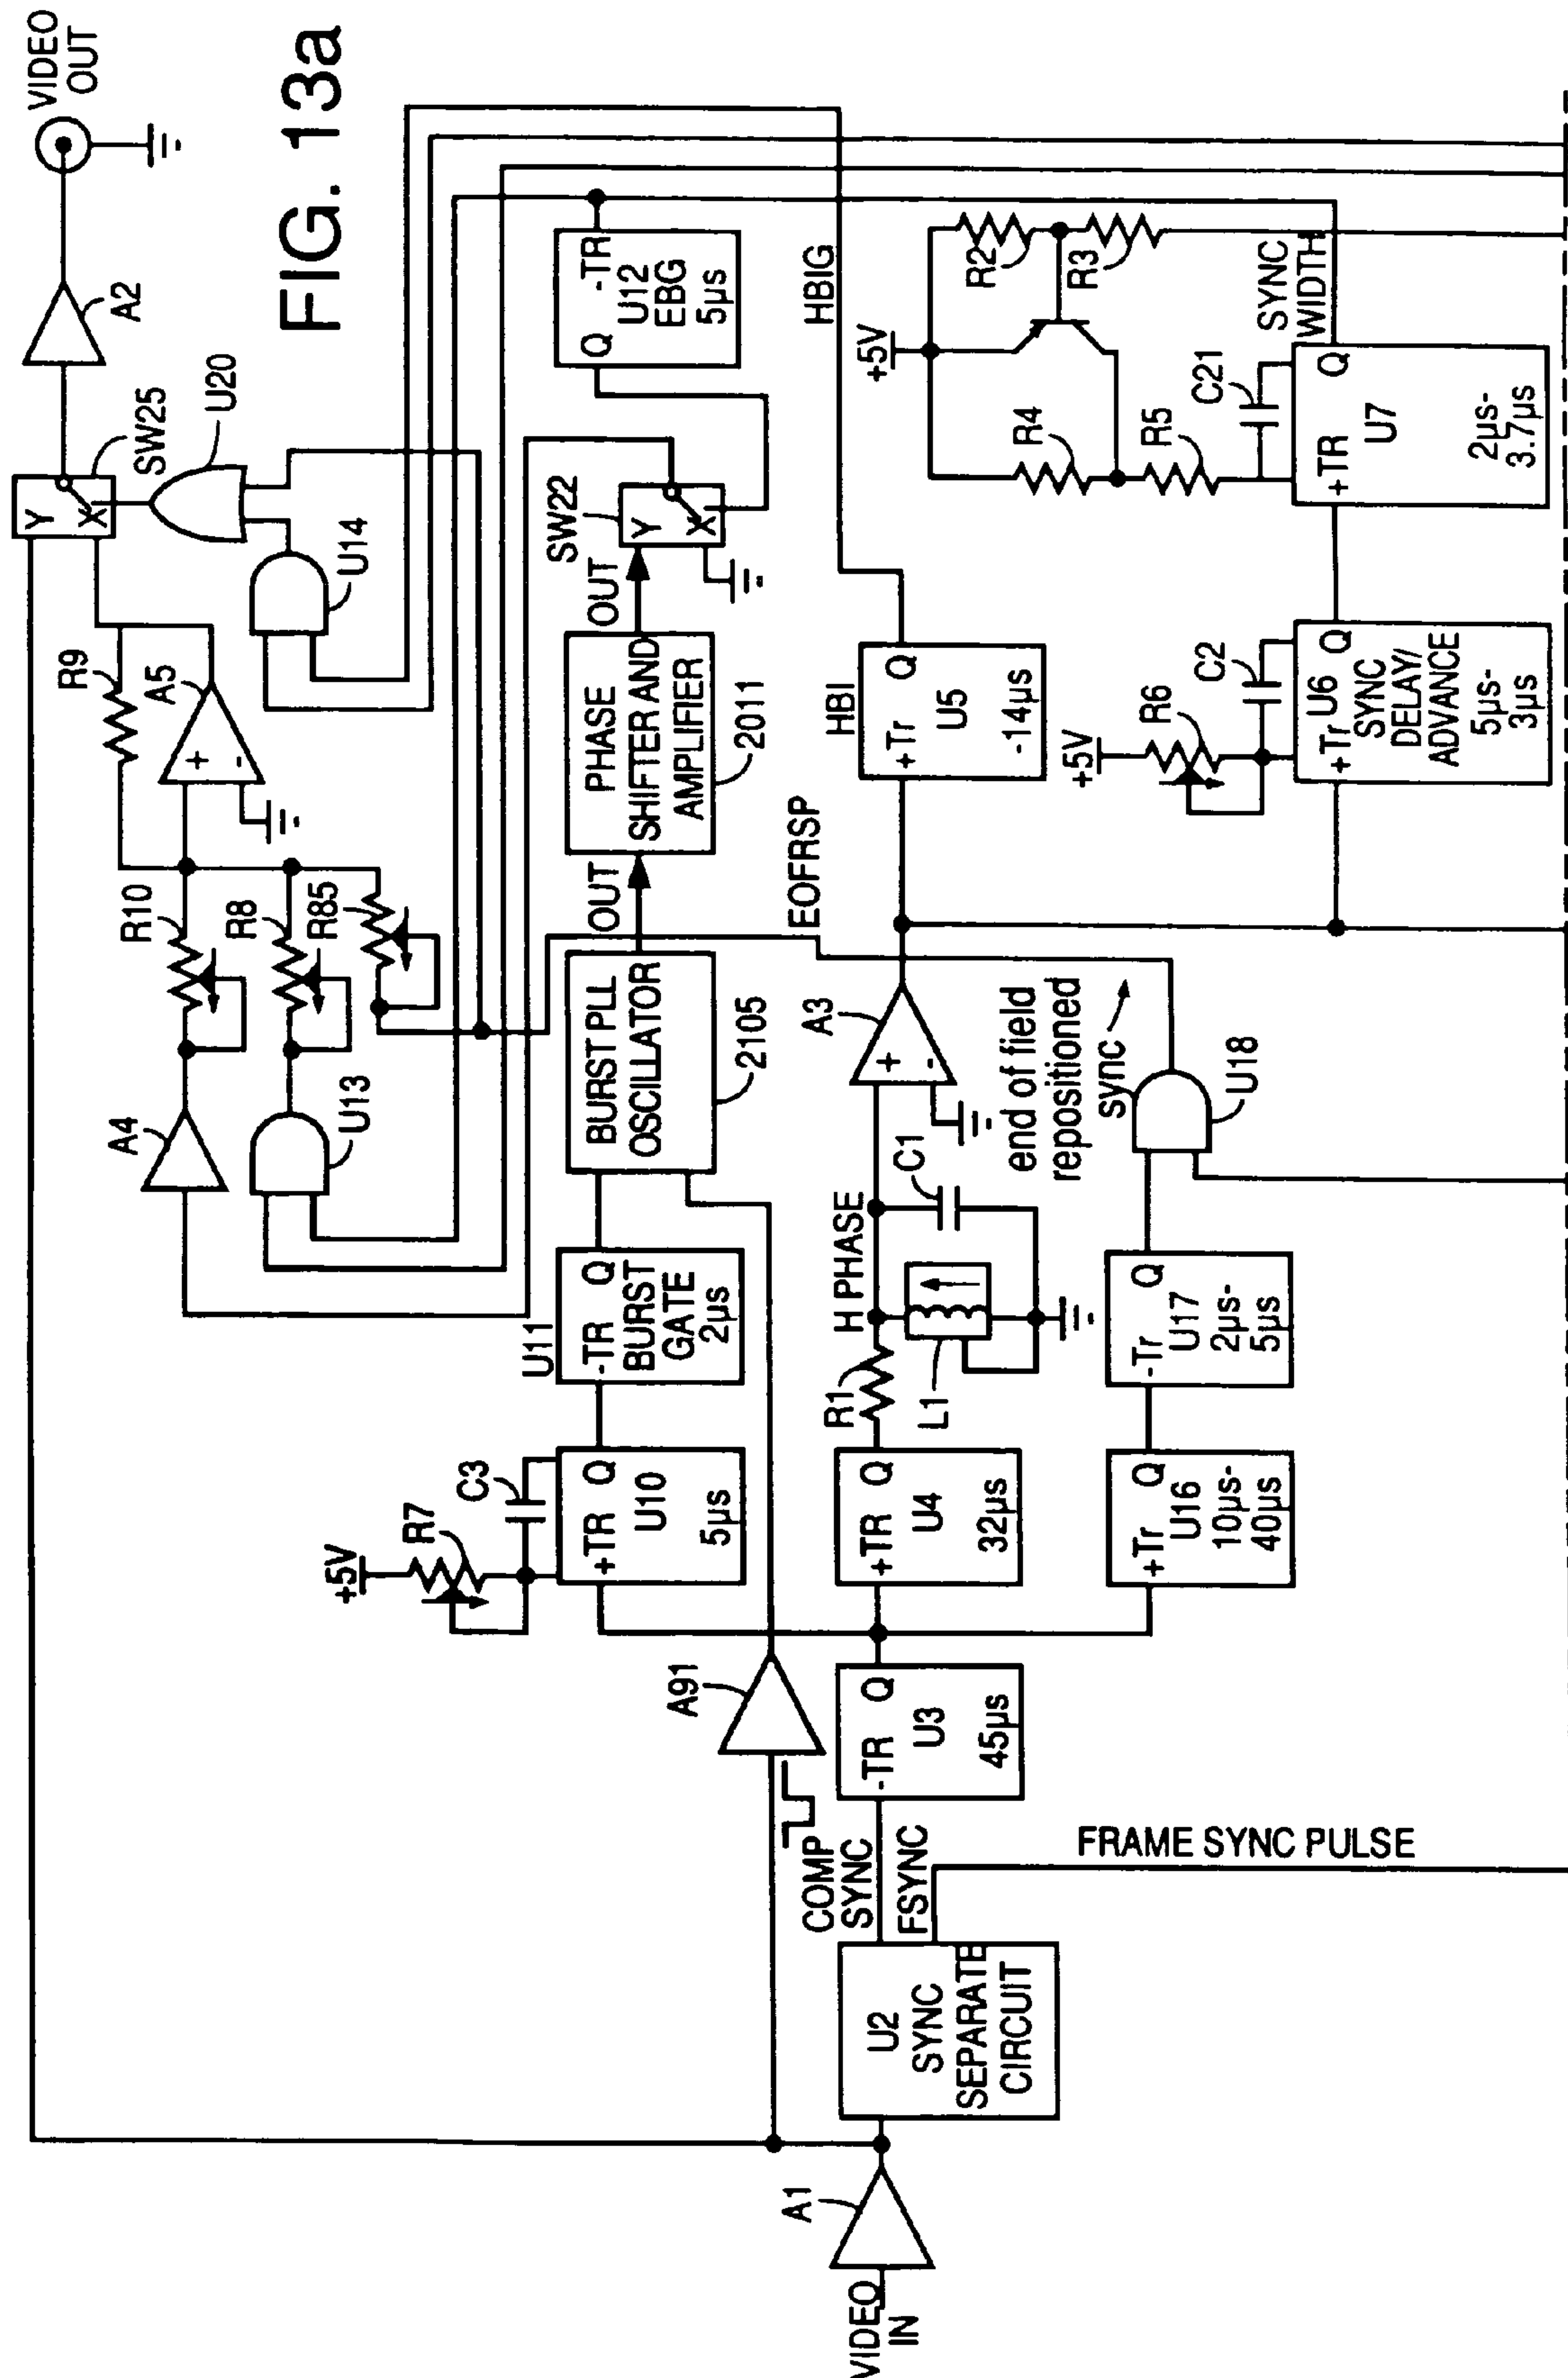 FIG. 13a
VIDEO
OUT
A2
SW25
Y
X
U20
U14
R9
A5
+
-
R10
R8
R85
A4
U13
-TR
Q
U12
EBG
5µs
SW22
Y
X
OUT
PHASE
SHIFTER AND
AMPLIFIER
2011
OUT
BURST PLL
OSCILLATOR
2105
U11
-TR Q
BURST
GATE
2µs
C3
R7
+5V
+TR Q
U10
5µs
A91
HBIG
HBI
+Tr Q
U5
-14µs
EOFRSP
A3
+
-
H PHASE
C1
R1
L1
+TR Q
U4
32µs
-TR Q
U3
45µs
COMP
SYNC
FSYNC
U2
SYNC
SEPARATE
CIRCUIT
A1
VIDEO
IN
FRAME SYNC PULSE
+Tr Q
U16
10µs-
40µs
-Tr Q
U17
2µs-
5µs
U18
end of field
repositioned
sync
+5V
R6
C2
+Tr Q
U6
SYNC
DELAY/
ADVANCE
5µs-
3µs
+5V
R2
R3
R4
R5
C21
SYNC
WIDTH
+TR Q
U7
2µs-
3.7µs